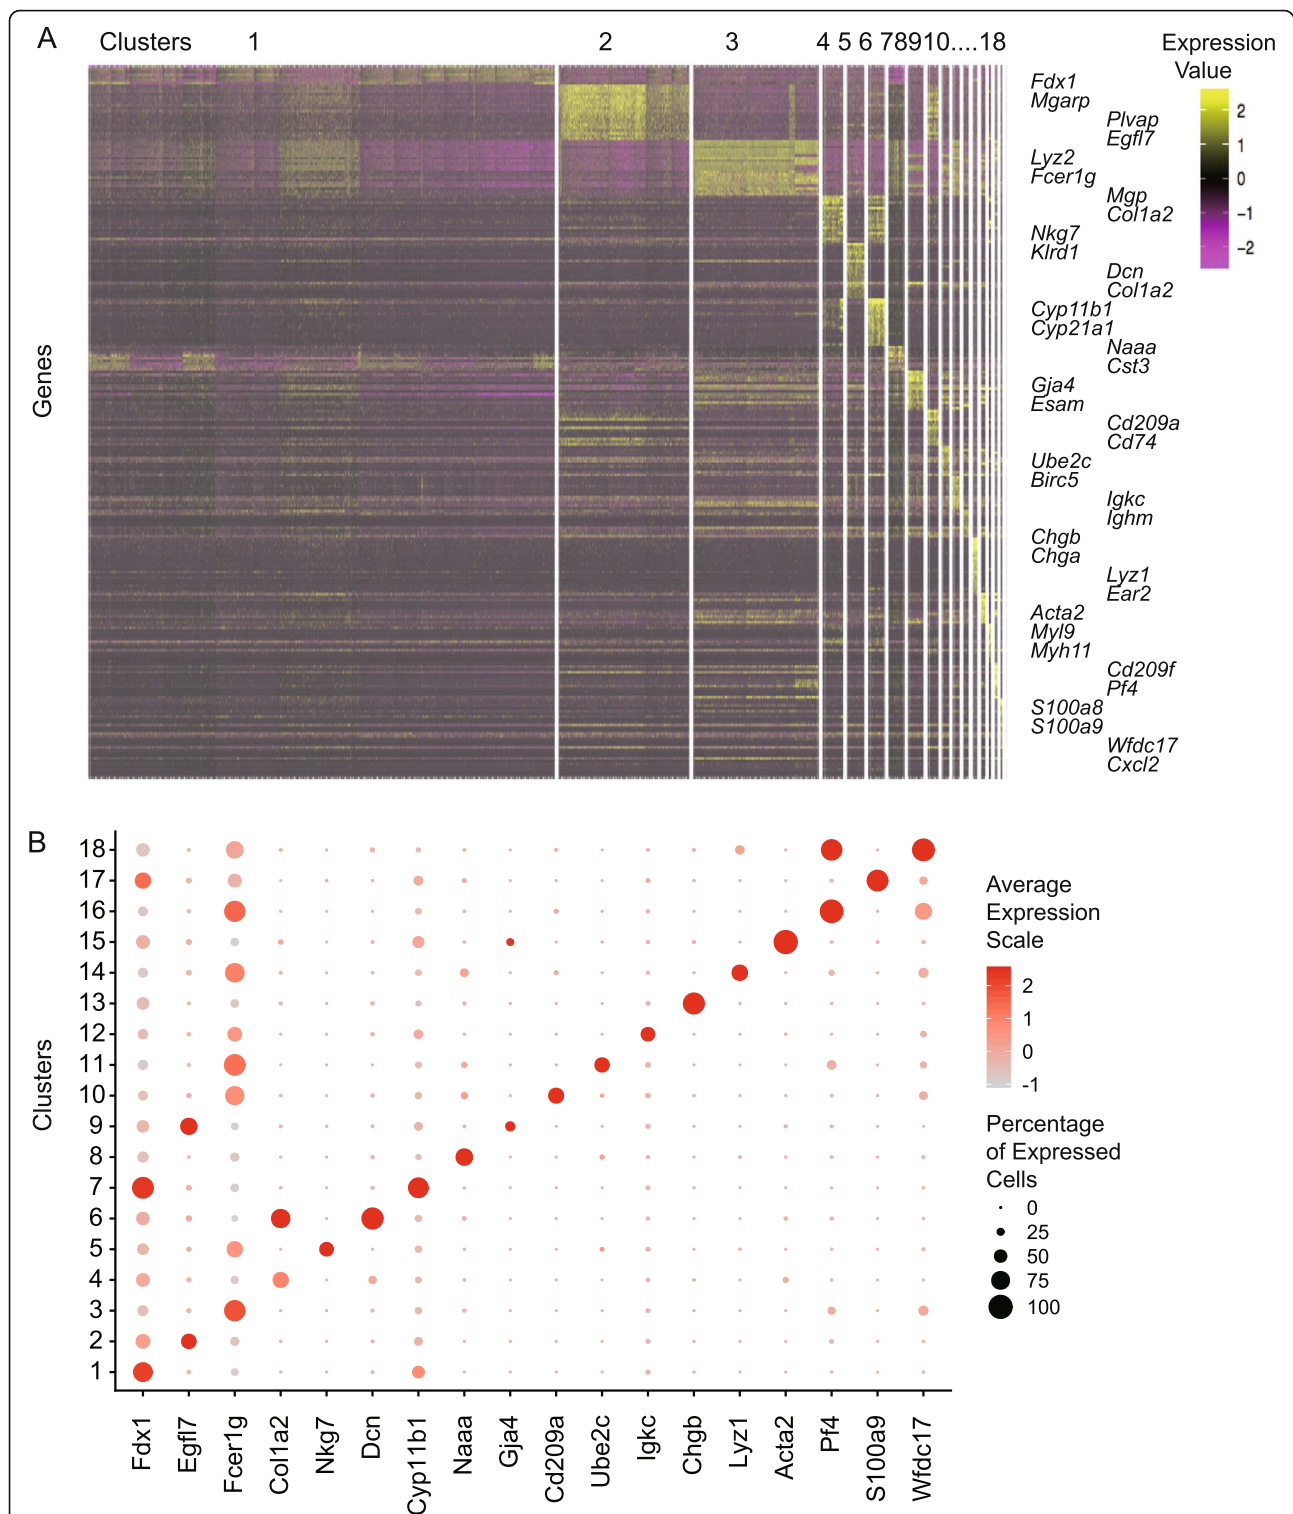 A Clusters 1 2 3 4 5 6 7 8 9 10 .... 18
Expression
Value
2
1
0
−1
−2
Genes
Fdx1
Mgarp
Plvap
Egfl7
Lyz2
Fcer1g
Mgp
Col1a2
Nkg7
Klrd1
Dcn
Col1a2
Cyp11b1
Cyp21a1
Naaa
Cst3
Gja4
Esam
Cd209a
Cd74
Ube2c
Birc5
Igkc
Ighm
Chgb
Chga
Lyz1
Ear2
Acta2
Myl9
Myh11
Cd209f
Pf4
S100a8
S100a9
Wfdc17
Cxcl2
B
Clusters
18
17
16
15
14
13
12
11
10
9
8
7
6
5
4
3
2
1
Fdx1
Egfl7
Fcer1g
Col1a2
Nkg7
Dcn
Cyp11b1
Naaa
Gja4
Cd209a
Ube2c
Igkc
Chgb
Lyz1
Acta2
Pf4
S100a9
Wfdc17
Average
Expression
Scale
2
1
0
-1
Percentage
of Expressed
Cells
0
25
50
75
100